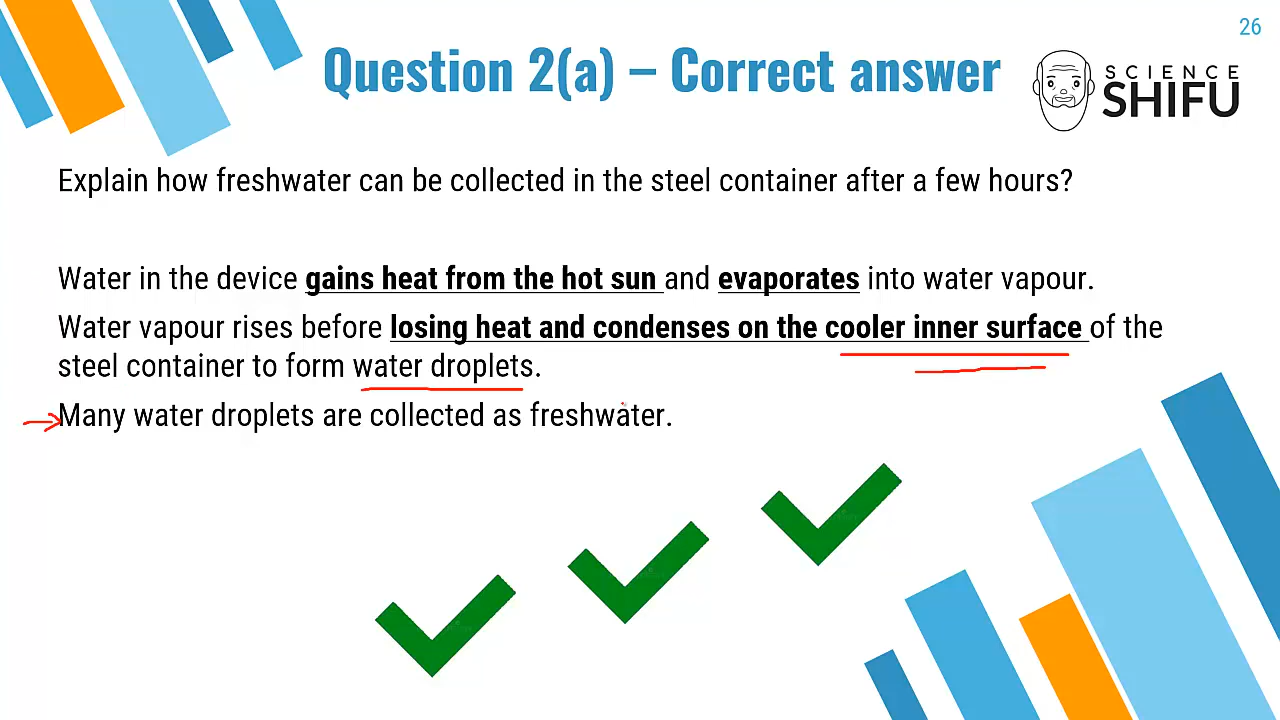 26
Question 2(a) – Correct answer
SCIENCE
SHIFU
Explain how freshwater can be collected in the steel container after a few hours?
Water in the device gains heat from the hot sun and evaporates into water vapour.
Water vapour rises before losing heat and condenses on the cooler inner surface of the
steel container to form water droplets.
Many water droplets are collected as freshwater.